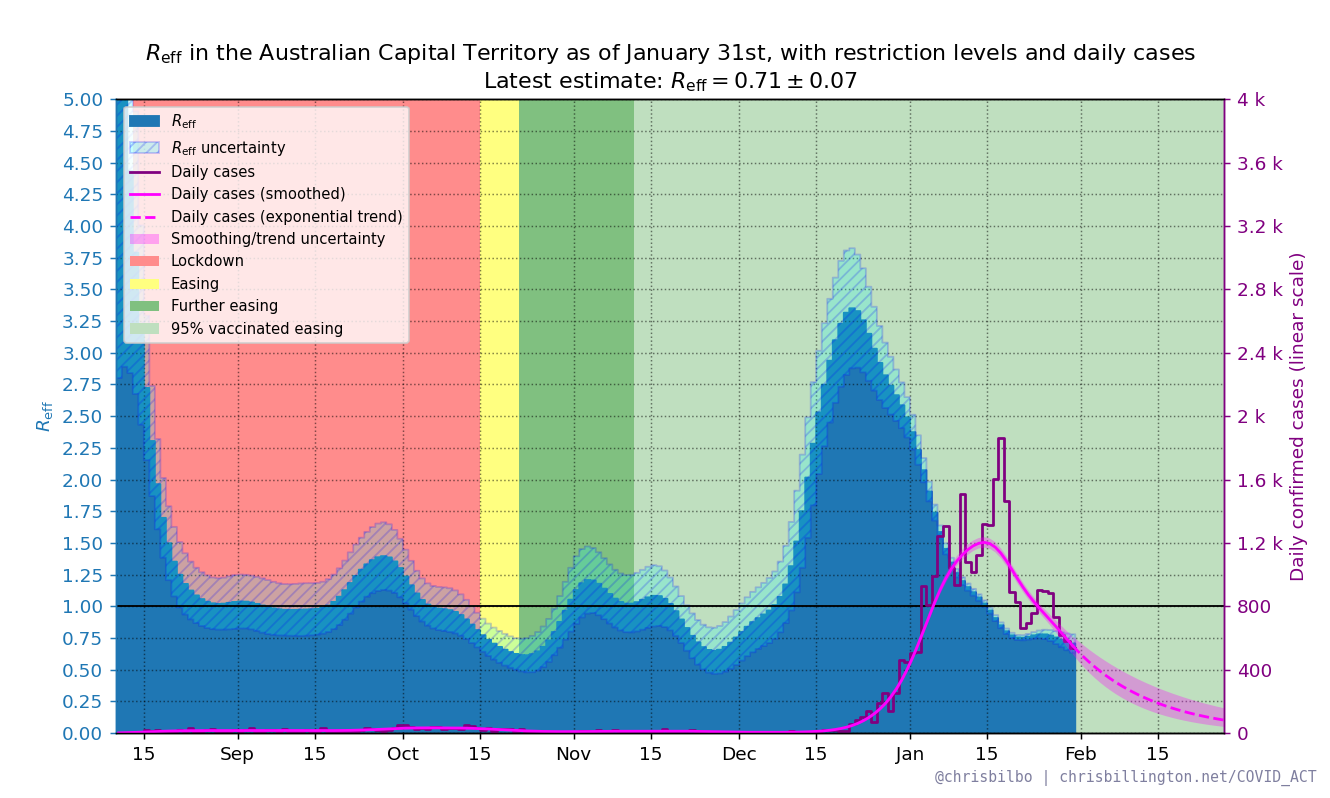 Reff in the Australian Capital Territory as of January 31st, with restriction levels and daily cases
Latest estimate: Reff = 0.71 ± 0.07
5.00
4.75
4.50
4.25
4.00
3.75
3.50
3.25
3.00
2.75
2.50
2.25
2.00
1.75
1.50
1.25
1.00
0.75
0.50
0.25
0.00
Reff
Reff
Reff uncertainty
Daily cases
Daily cases (smoothed)
Daily cases (exponential trend)
Smoothing/trend uncertainty
Lockdown
Easing
Further easing
95% vaccinated easing
4 k
3.6 k
3.2 k
2.8 k
2.4 k
2 k
1.6 k
1.2 k
800
400
0
Daily confirmed cases (linear scale)
15 Sep 15 Oct 15 Nov 15 Dec 15 Jan 15 Feb 15
@chrisbilbo | chrisbillington.net/COVID_ACT